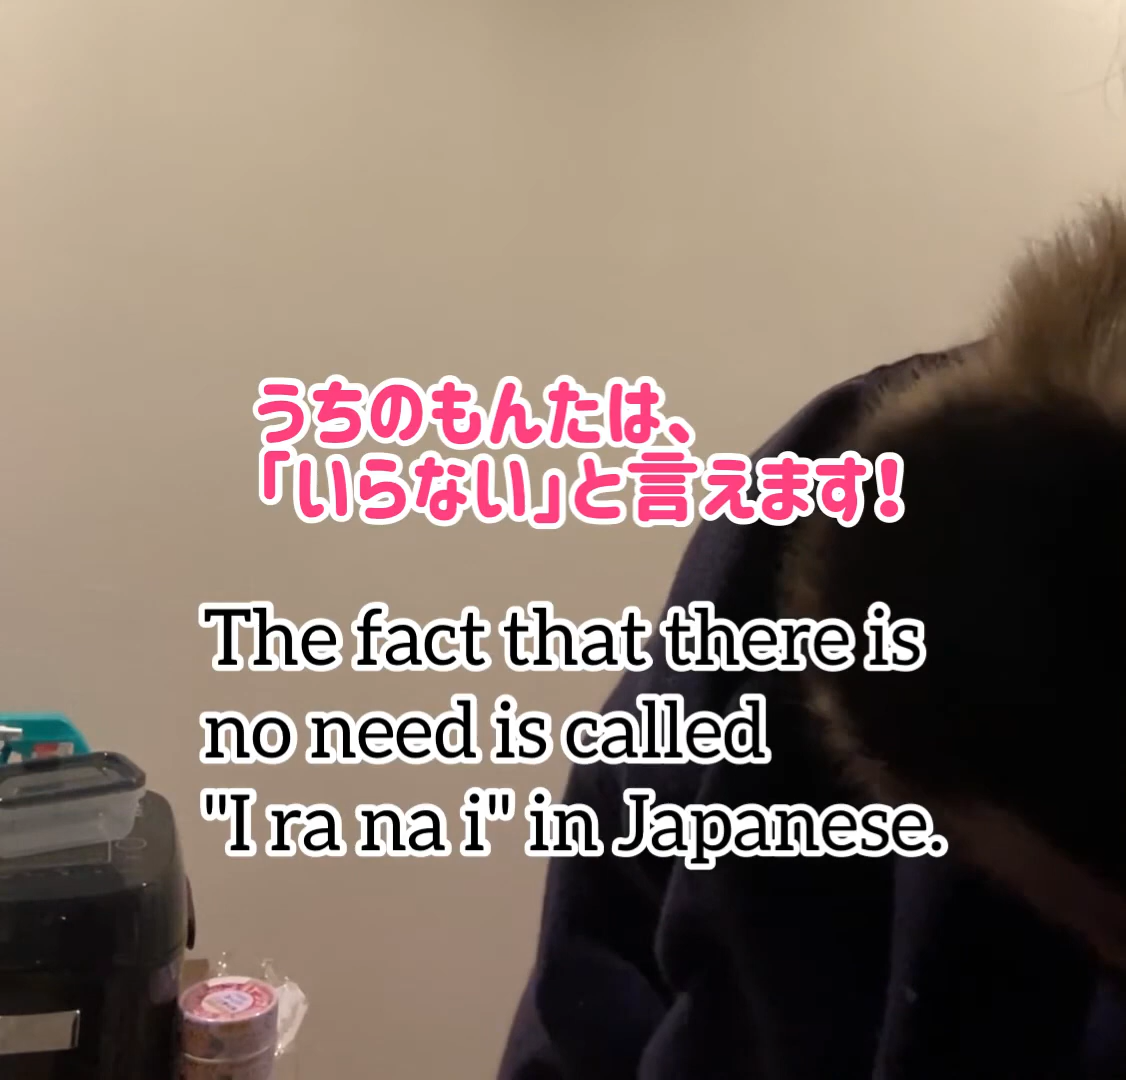 うちのもんたは、
「いらない」と言えます!
The fact that there is
no need is called
"I ra na i" in Japanese.